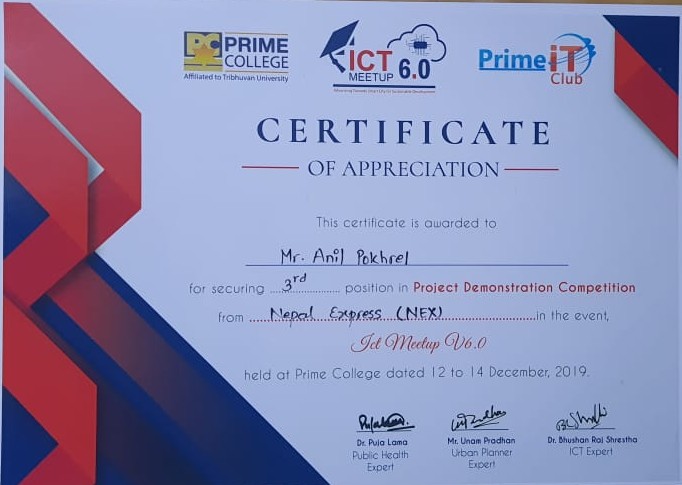 PC PRIME COLLEGE
Affiliated to Tribhuvan University
ICT MEETUP 6.0
Prime iT Club
CERTIFICATE
OF APPRECIATION
This certificate is awarded to
Mr. Anil Pokhrel
for securing ...3rd... position in Project Demonstration Competition
from ...Nepal Express (NEX)...in the event,
Ict Meetup V6.0
held at Prime College dated 12 to 14 December, 2019.
Dr. Puja Lama
Public Health
Expert
Mr. Unam Pradhan
Urban Planner
Expert
Dr. Bhushan Raj Shrestha
ICT Expert